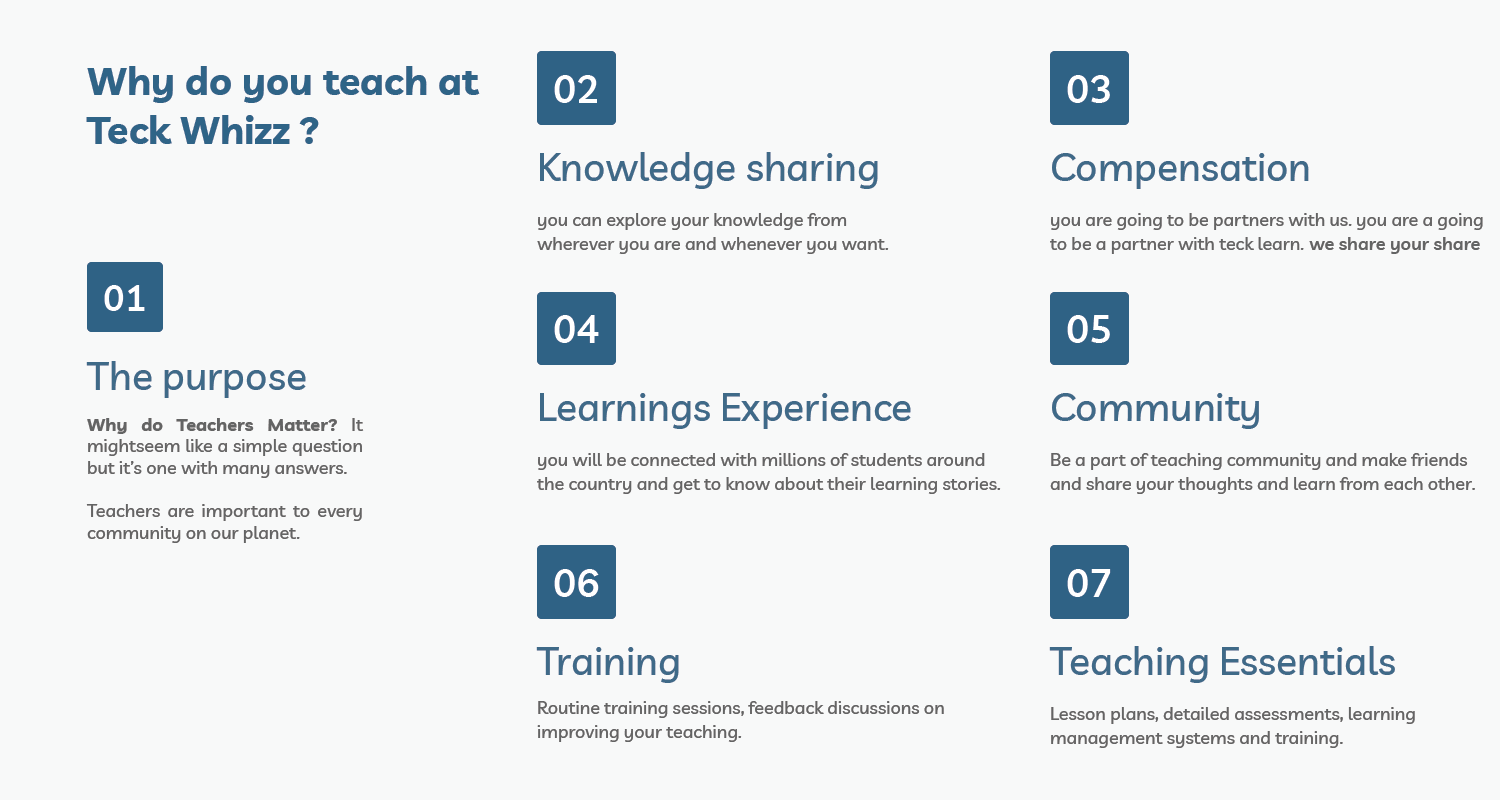 Why do you teach at
Teck Whizz ?
01
The purpose
Why do Teachers Matter? It
mightseem like a simple question
but it's one with many answers.
Teachers are important to every
community on our planet.
02
Knowledge sharing
you can explore your knowledge from
wherever you are and whenever you want.
03
Compensation
you are going to be partners with us. you are a going
to be a partner with teck learn. we share your share
04
Learnings Experience
you will be connected with millions of students around
the country and get to know about their learning stories.
05
Community
Be a part of teaching community and make friends
and share your thoughts and learn from each other.
06
Training
Routine training sessions, feedback discussions on
improving your teaching.
07
Teaching Essentials
Lesson plans, detailed assessments, learning
management systems and training.